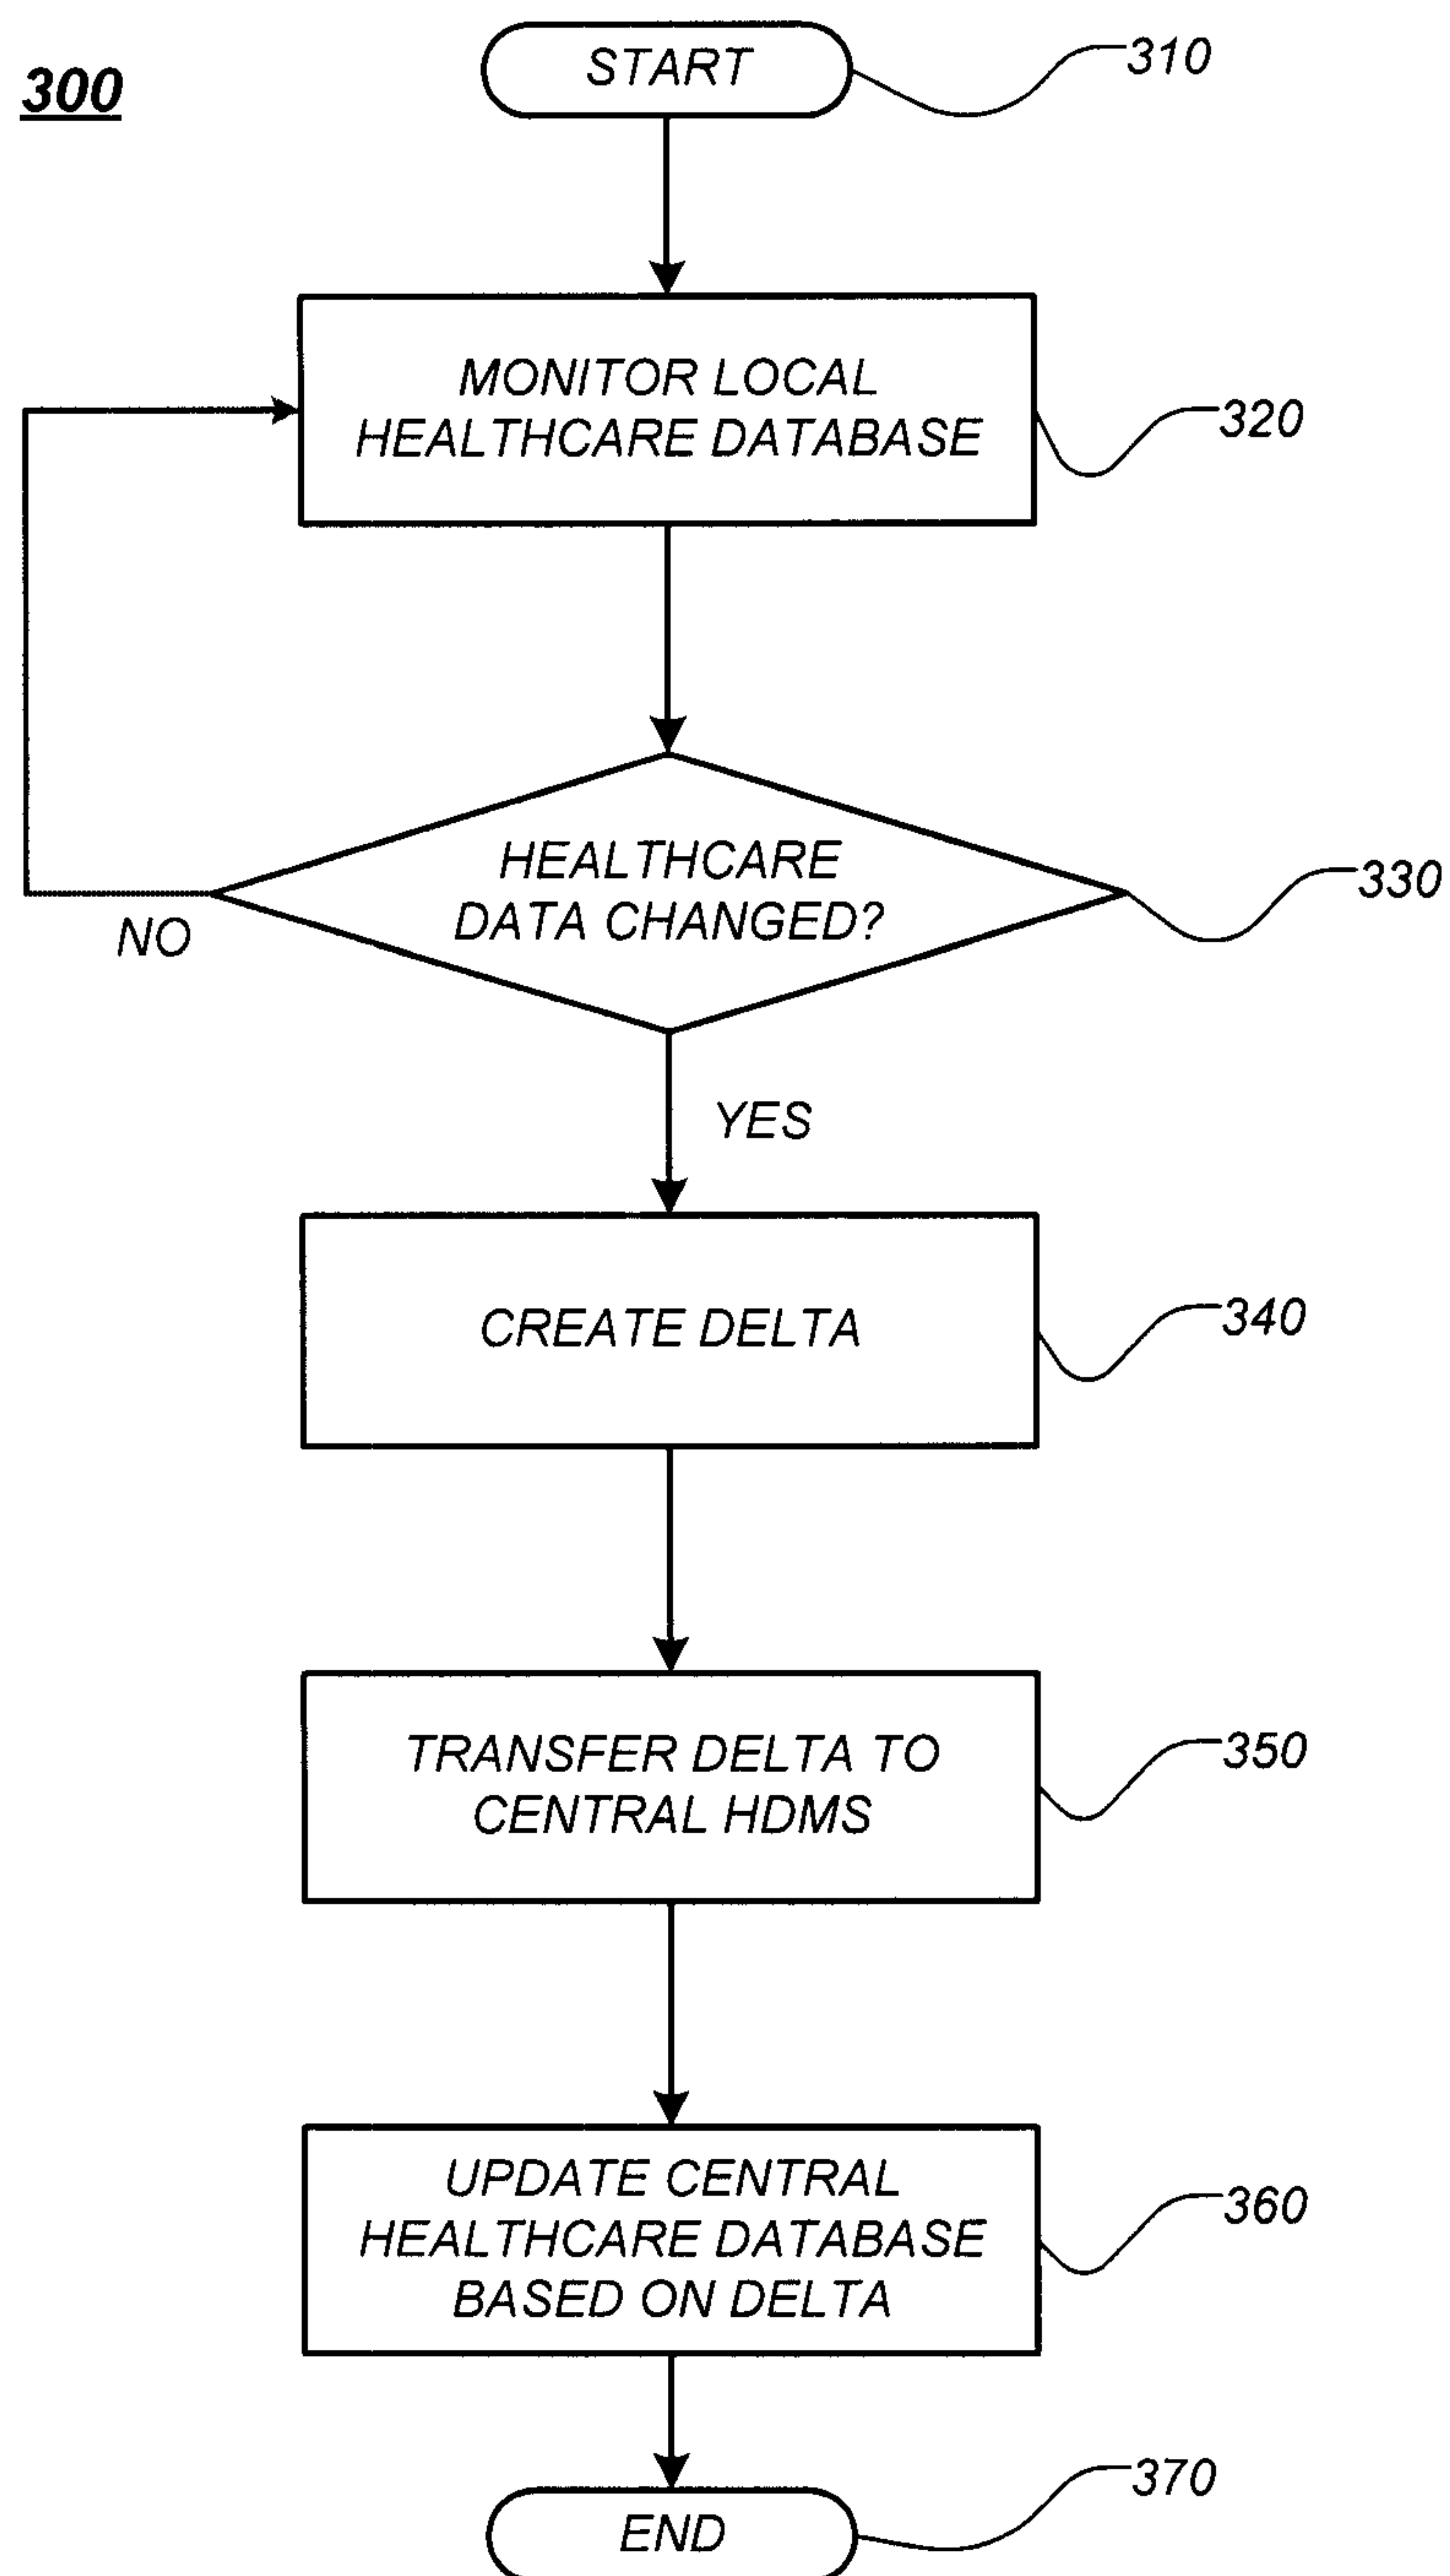 300
START
310
MONITOR LOCAL
HEALTHCARE DATABASE
320
HEALTHCARE
DATA CHANGED?
330
NO
YES
CREATE DELTA
340
TRANSFER DELTA TO
CENTRAL HDMS
350
UPDATE CENTRAL
HEALTHCARE DATABASE
BASED ON DELTA
360
END
370